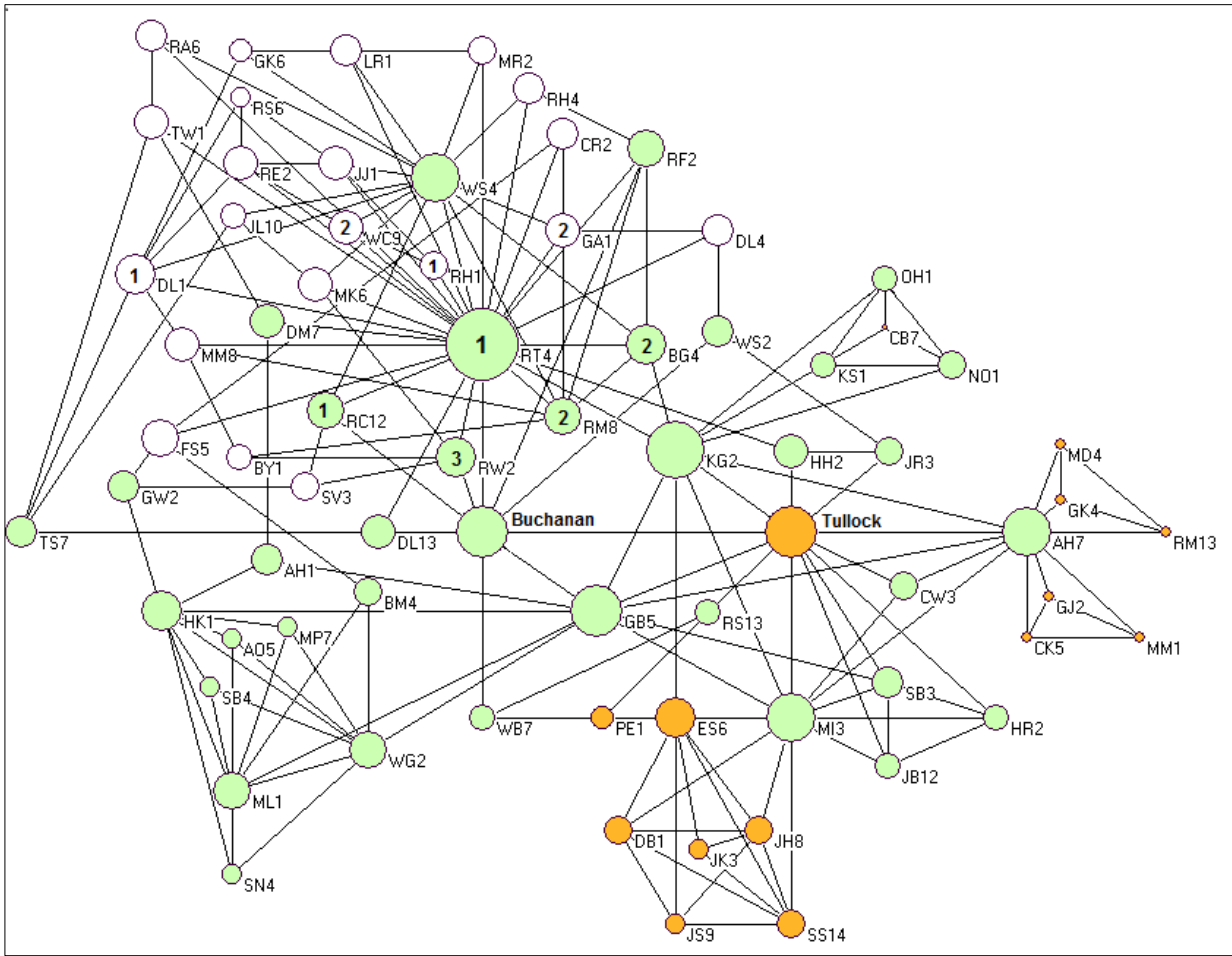 RA6
GK6
LR1
MR2
RS6
RH4
TW1
CR2
RF2
RE2
JJ1
WS4
JL10
2
WC9
2
GA1
DL4
1
DL1
1
RH1
MK6
OH1
DM7
CB7
MM8
1
RT4
2
BG4
WS2
KS1
NO1
1
RC12
2
RM8
FS5
BY1
3
RW2
KG2
HH2
JR3
MD4
GW2
SV3
GK4
TS7
DL13
Buchanan
Tullock
AH7
RM13
AH1
BM4
CW3
GJ2
HK1
MP7
AO5
GB5
RS13
CK5
MM1
SB4
SB3
WB7
PE1
ES6
MI3
HR2
WG2
JB12
ML1
DB1
JK3
JH8
SN4
JS9
SS14